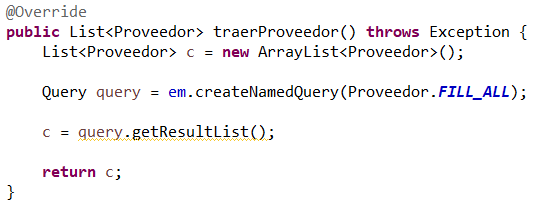 @Override
public List<Proveedor> traerProveedor() throws Exception {
    List<Proveedor> c = new ArrayList<Proveedor>();
    Query query = em.createNamedQuery(Proveedor.FILL_ALL);
    c = query.getResultList();
    return c;
}